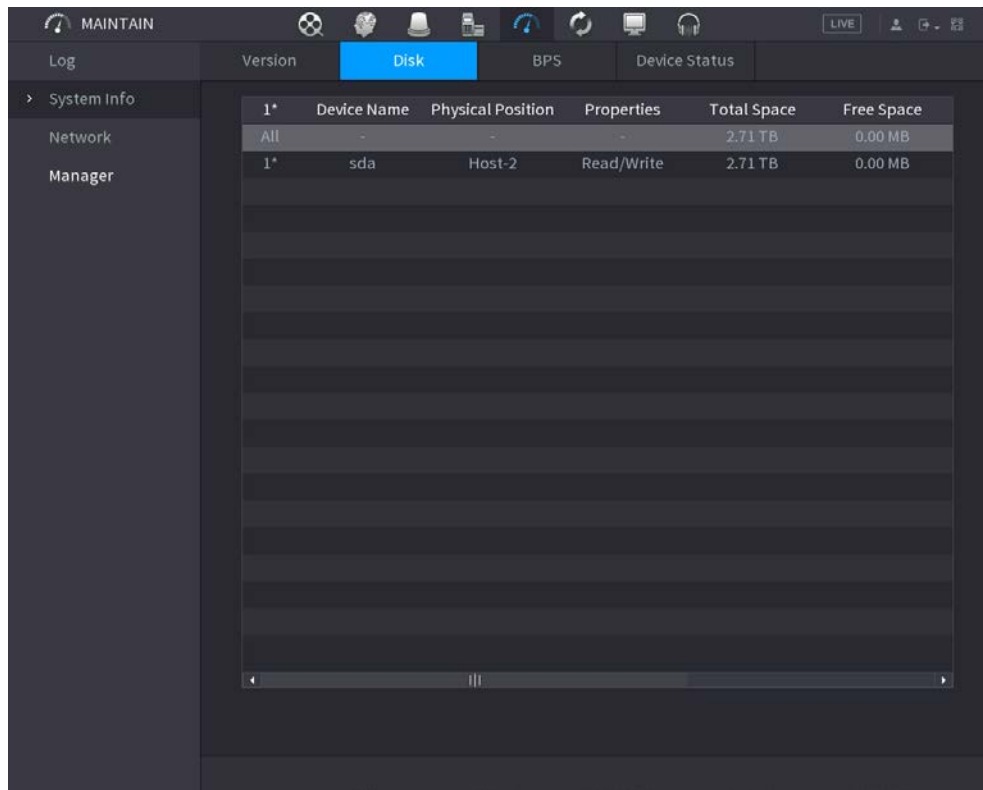 MAINTAIN LIVE
Log
System Info
Network
Manager
Version Disk BPS Device Status
1* Device Name Physical Position Properties Total Space Free Space
All - - - 2.71 TB 0.00 MB
1* sda Host-2 Read/Write 2.71 TB 0.00 MB